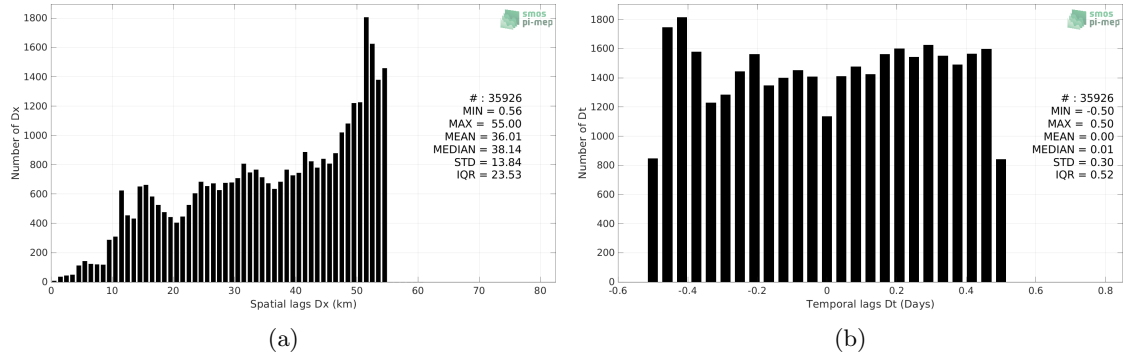 1800
1600
1400
1200
1000
800
600
400
200
0
Number of Dx
0 10 20 30 40 50 60 70 80
Spatial lags Dx (km)
smos
pi-mep
# : 35926
MIN = 0.56
MAX = 55.00
MEAN = 36.01
MEDIAN = 38.14
STD = 13.84
IQR = 23.53
(a)
1800
1600
1400
1200
1000
800
600
400
200
0
Number of Dt
-0.6 -0.4 -0.2 0 0.2 0.4 0.6 0.8
Temporal lags Dt (Days)
smos
pi-mep
# : 35926
MIN = -0.50
MAX = 0.50
MEAN = 0.00
MEDIAN = 0.01
STD = 0.30
IQR = 0.52
(b)